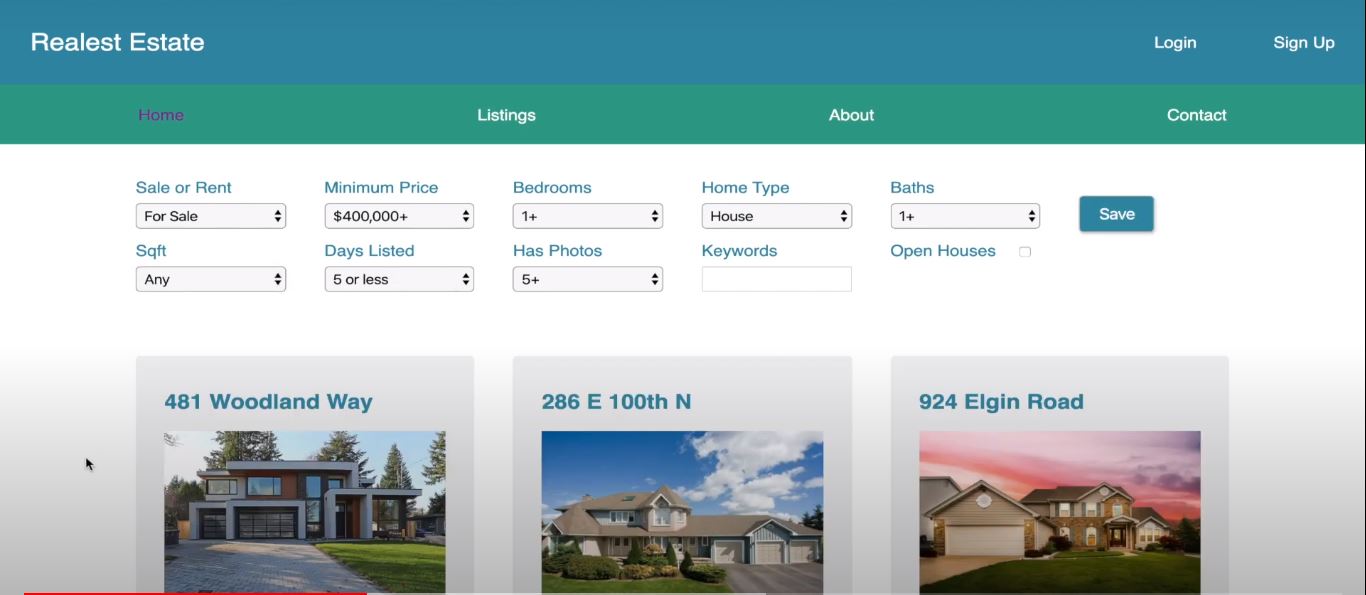 Realest Estate
Login
Sign Up
Home
Listings
About
Contact
Sale or Rent
Minimum Price
Bedrooms
Home Type
Baths
For Sale
$400,000+
1+
House
1+
Save
Sqft
Days Listed
Has Photos
Keywords
Open Houses
Any
5 or less
5+
481 Woodland Way
286 E 100th N
924 Elgin Road